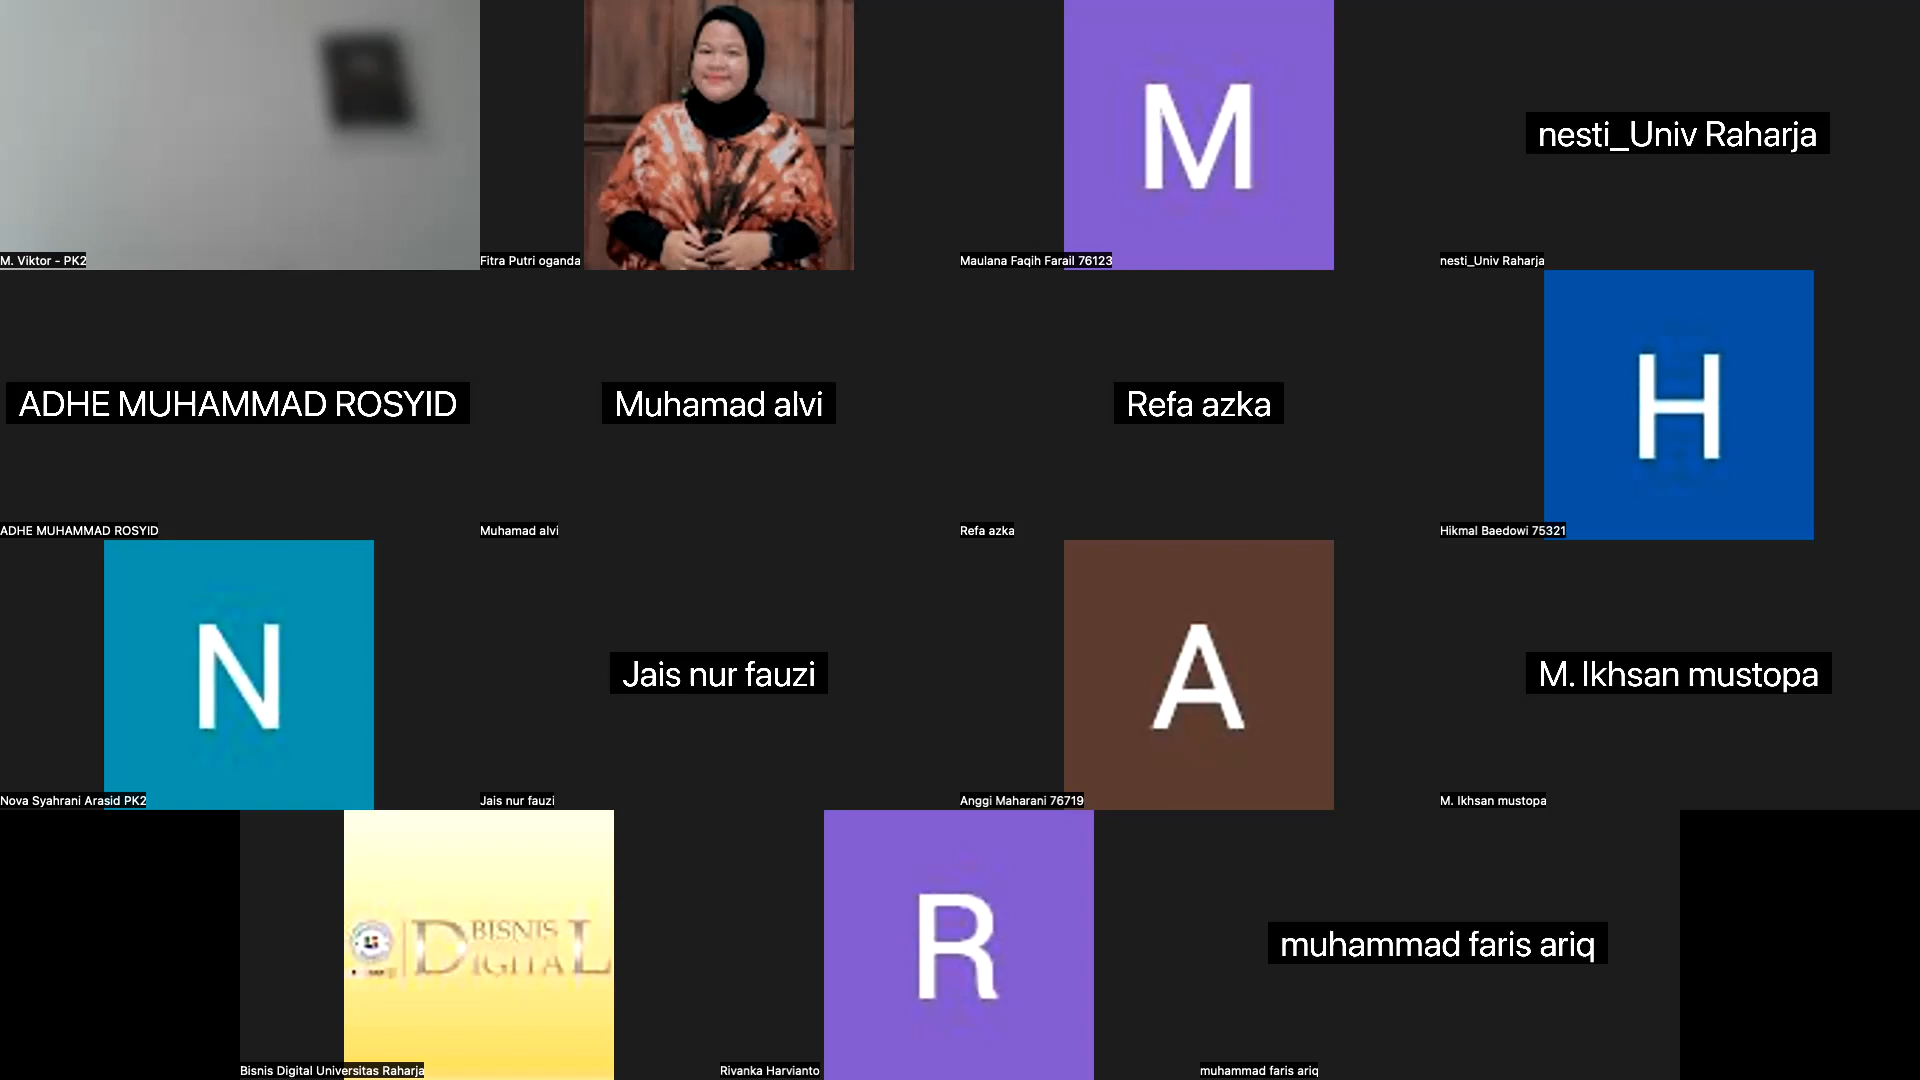 M. Viktor - PK2
Fitra Putri oganda
M
Maulana Faqih Farail 76123
nesti_Univ Raharja
nesti_Univ Raharja
ADHE MUHAMMAD ROSYID
ADHE MUHAMMAD ROSYID
Muhamad alvi
Muhamad alvi
Refa azka
Refa azka
H
Hikmal Baedowi 75321
N
Nova Syahrani Arasid PK2
Jais nur fauzi
Jais nur fauzi
A
Anggi Maharani 76719
M. Ikhsan mustopa
M. Ikhsan mustopa
BISNIS
DIGITAL
Bisnis Digital Universitas Raharja
R
Rivanka Harvianto
muhammad faris ariq
muhammad faris ariq